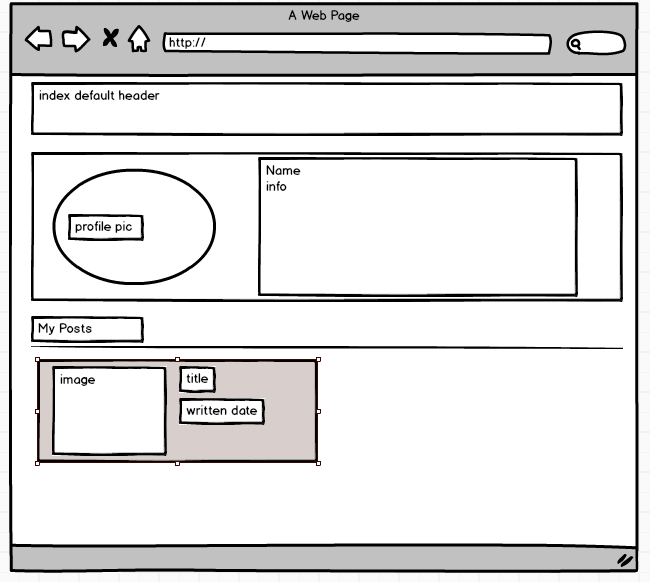 A Web Page
http://
index default header
Name
info
profile pic
My Posts
image
title
written date